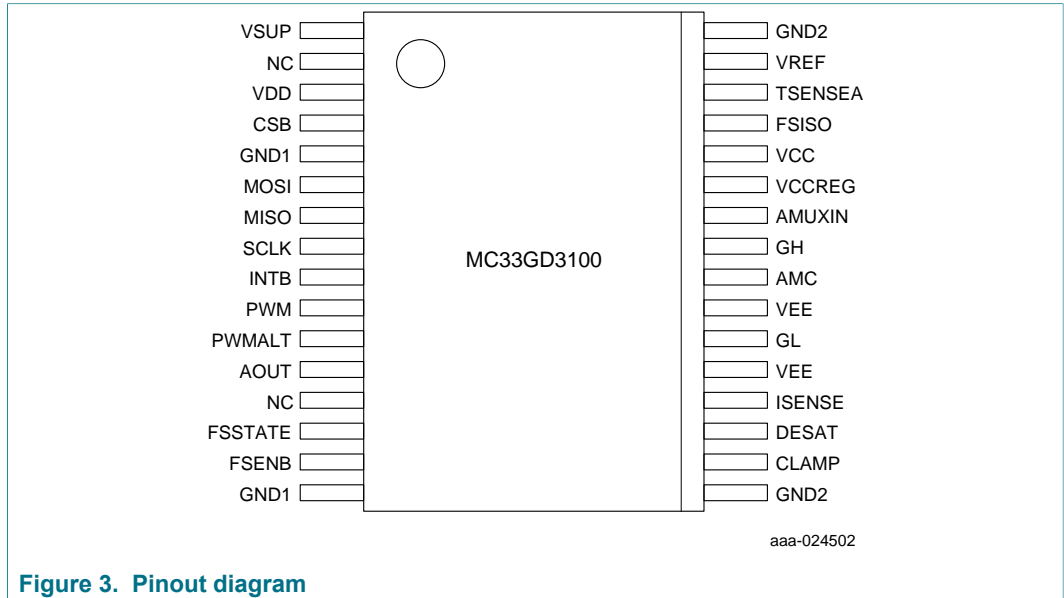 VSUP GND2
NC VREF
VDD TSENSEA
CSB FSISO
GND1 VCC
MOSI VCCREG
MISO AMUXIN
SCLK GH
MC33GD3100
INTB AMC
PWM VEE
PWMALT GL
AOUT VEE
NC ISENSE
FSSTATE DESAT
FSENB CLAMP
GND1 GND2
aaa-024502
Figure 3. Pinout diagram